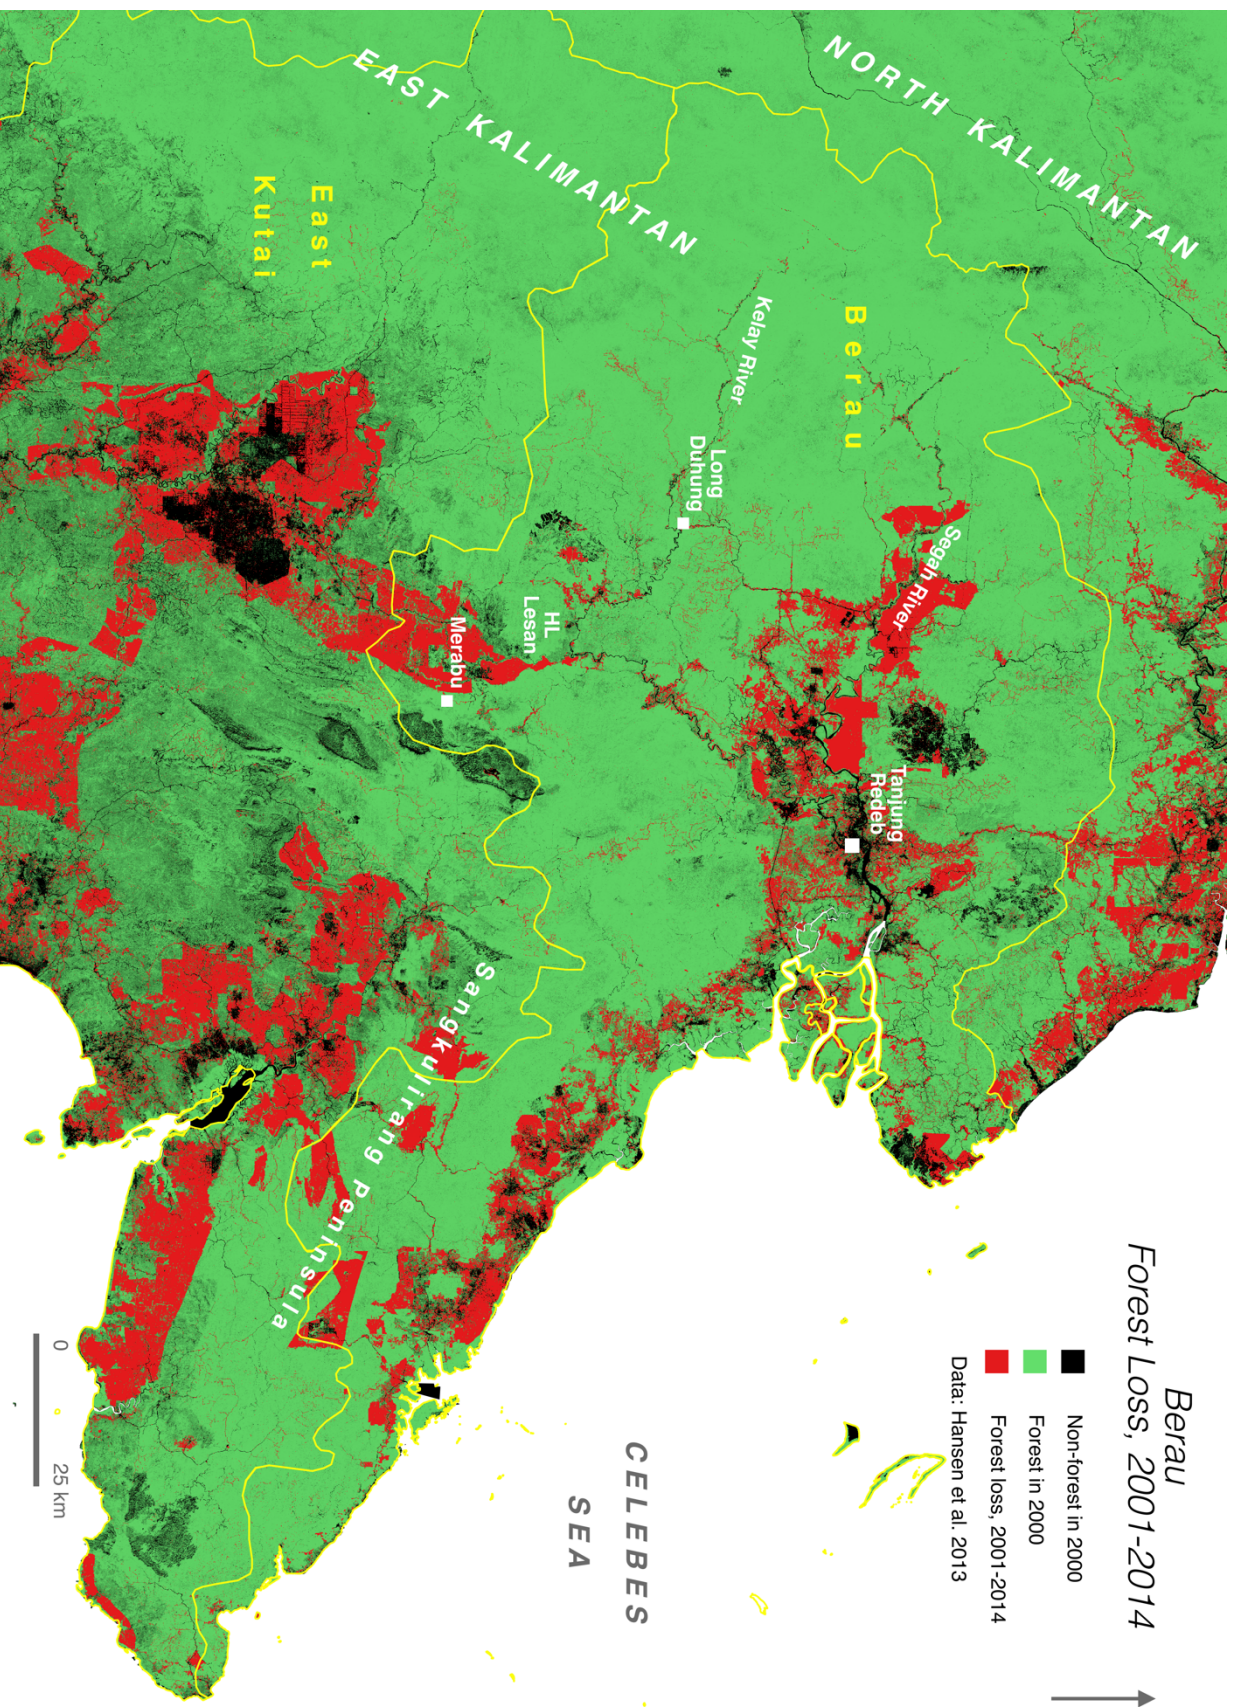 Berau
Forest Loss, 2001-2014
Non-forest in 2000
Forest in 2000
Forest loss, 2001-2014
Data: Hansen et al. 2013
NORTH KALIMANTAN
EAST KALIMANTAN
Berau
East
Kutai
Kelay River
Segah River
Long
Duhung
HL
Lesan
Merabu
Tanjung
Redeb
Sangkulirang Peninsula
CELEBES
SEA
0
25 km